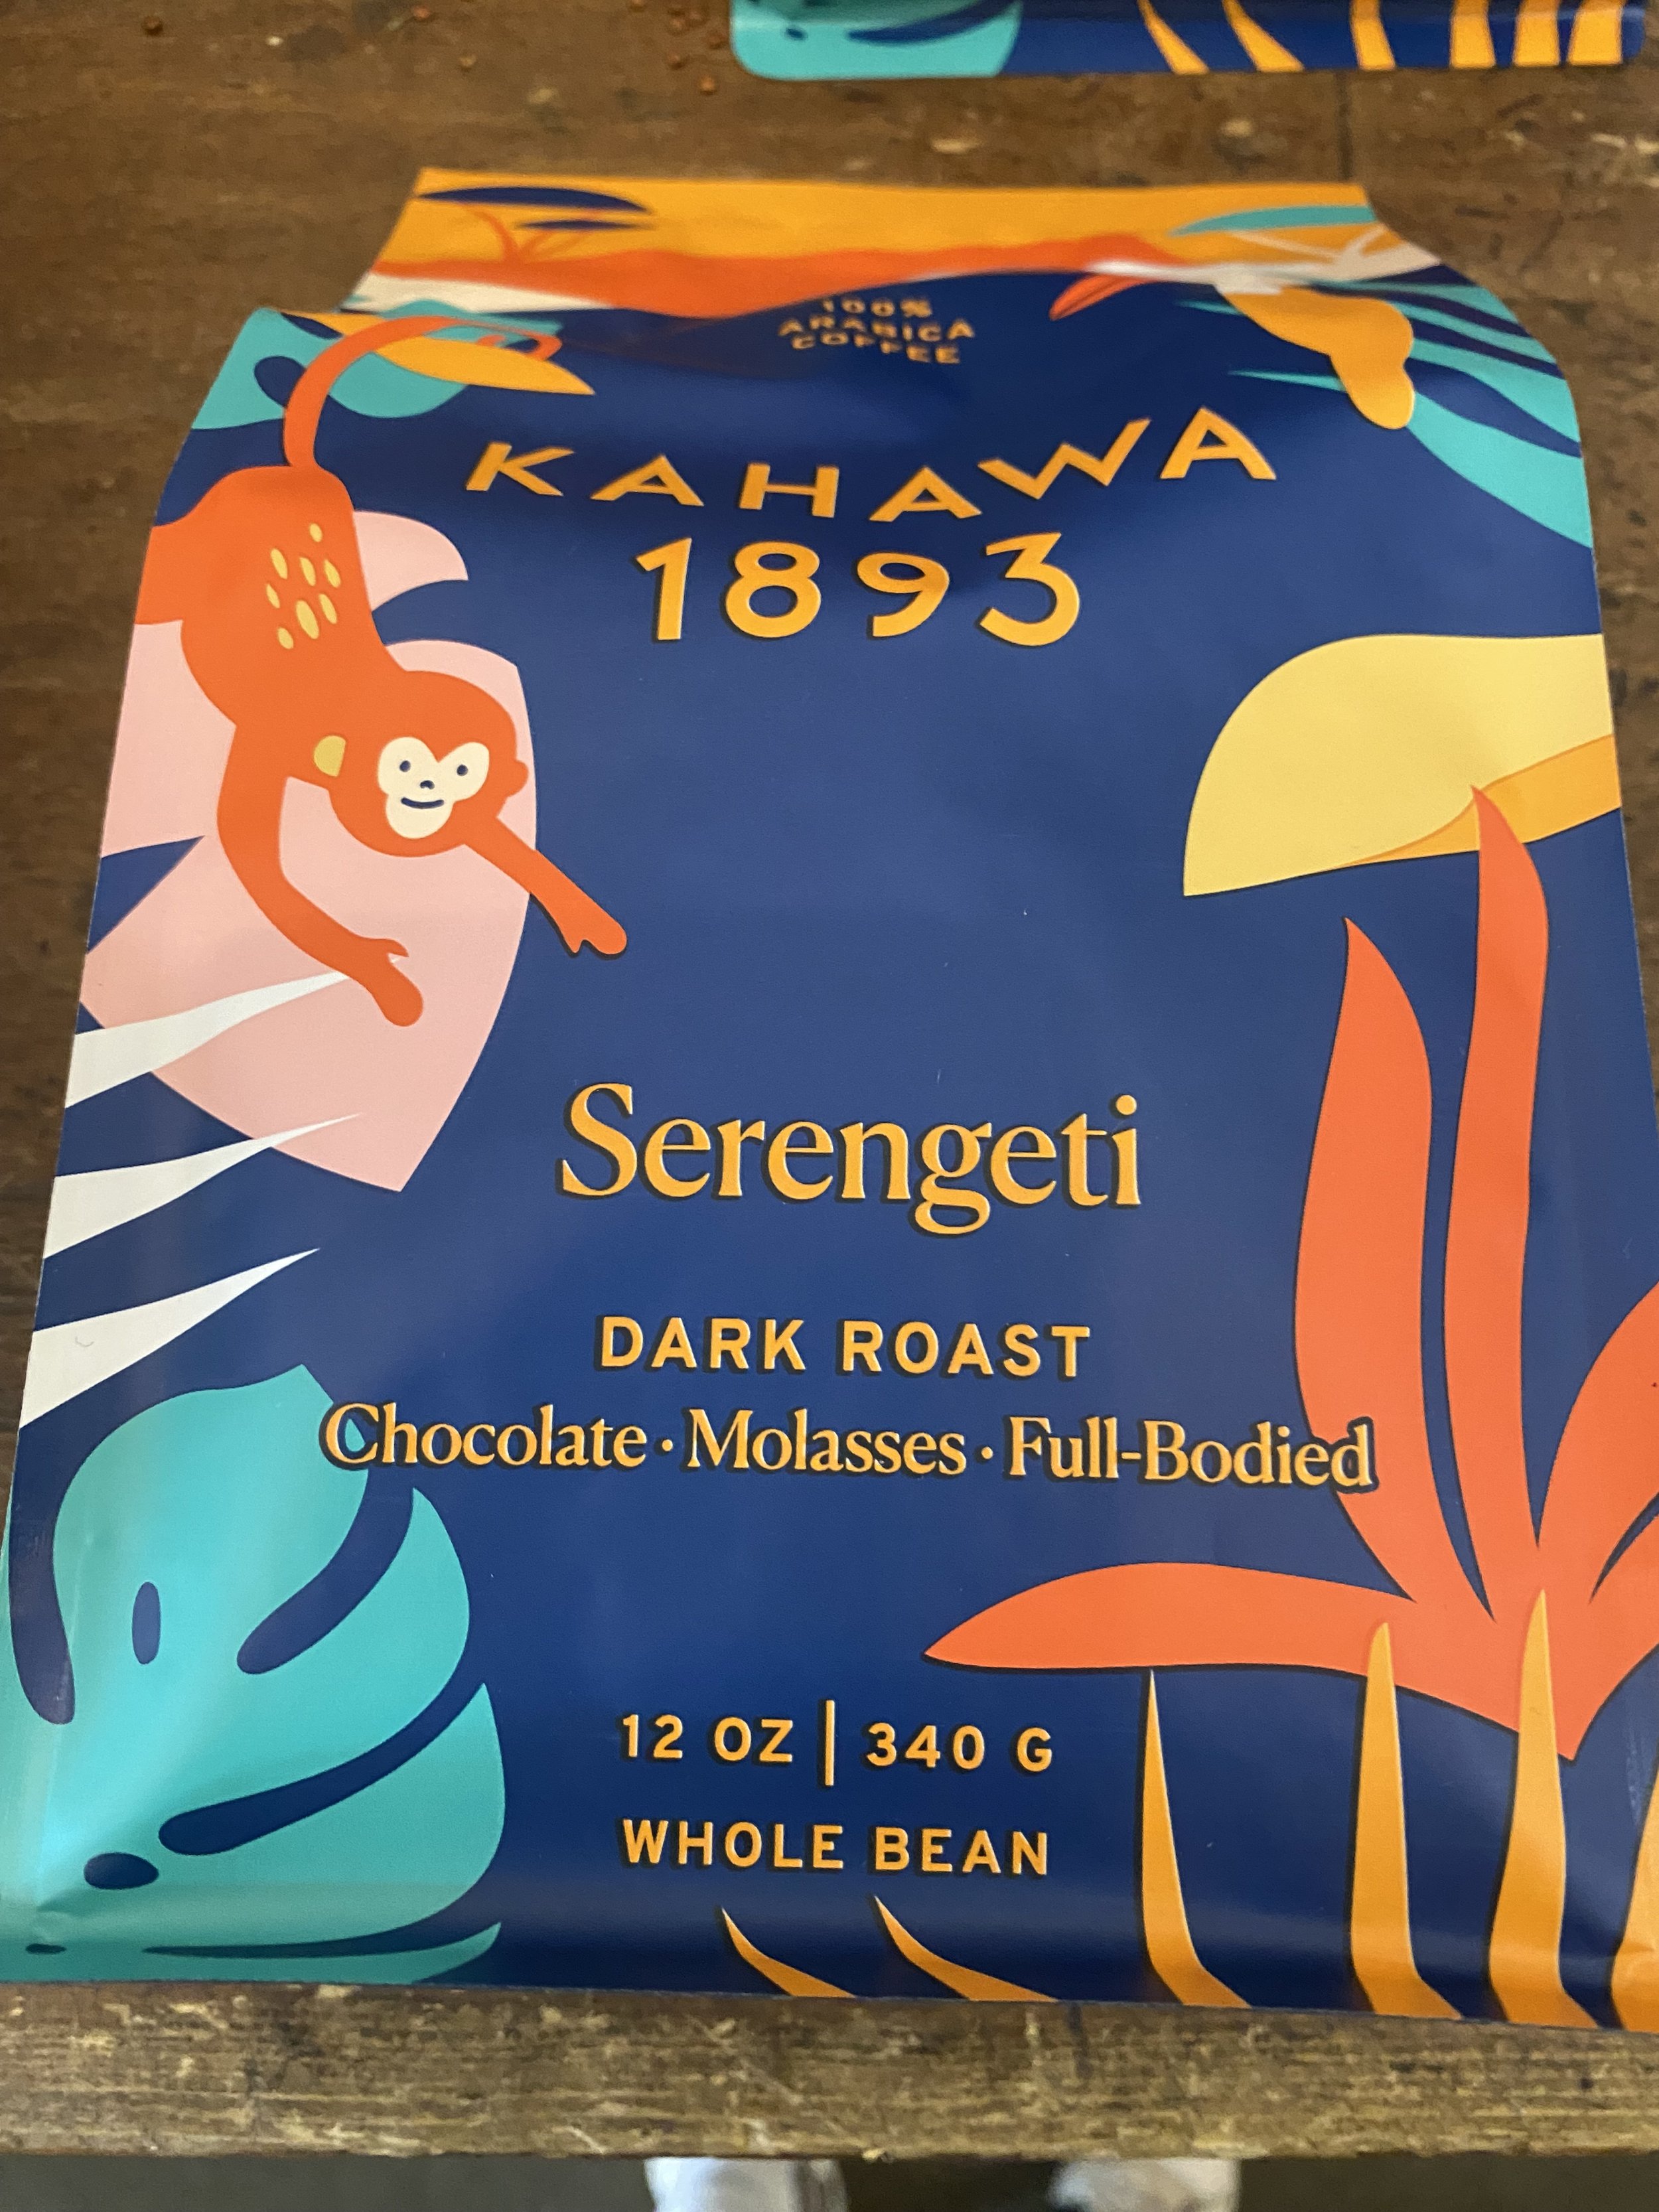 100%
ARABICA
COFFEE
KAHAWA
1893
Serengeti
DARK ROAST
Chocolate · Molasses · Full-Bodied
12 OZ | 340 G
WHOLE BEAN